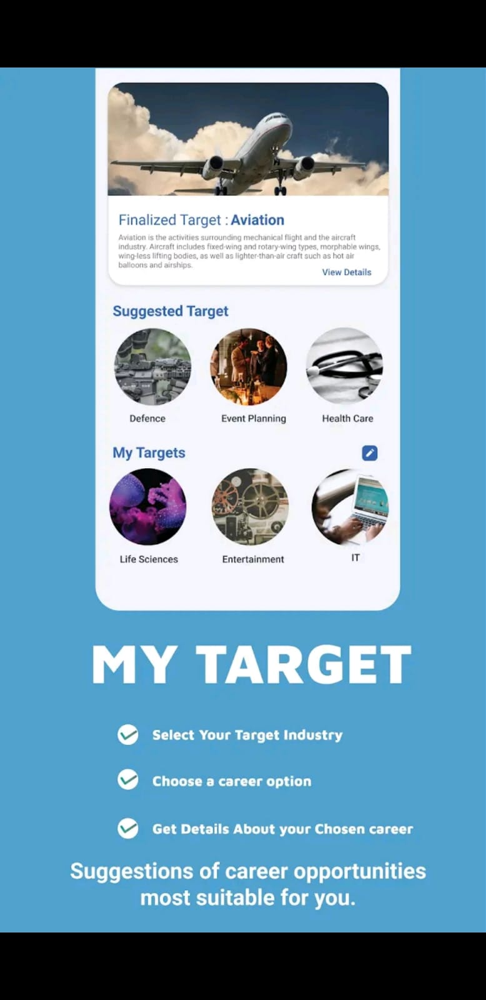 Finalized Target : Aviation
Aviation is the activities surrounding mechanical flight and the aircraft
industry. Aircraft includes fixed-wing and rotary-wing types, morphable wings,
wing-less lifting bodies, as well as lighter-than-air craft such as hot air
balloons and airships.
View Details
Suggested Target
Defence
Event Planning
Health Care
My Targets
Life Sciences
Entertainment
IT
MY TARGET
Select Your Target Industry
Choose a career option
Get Details About your Chosen career
Suggestions of career opportunities
most suitable for you.